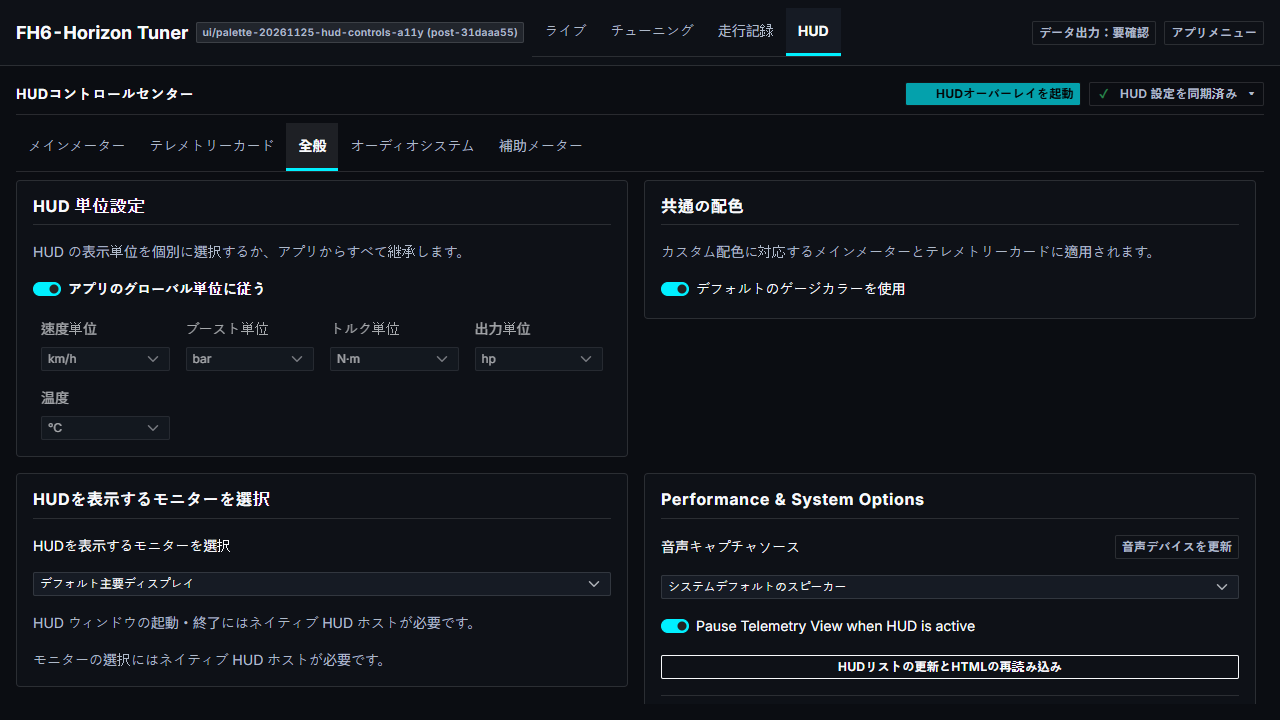 FH6-Horizon Tuner
ui/palette-20261125-hud-controls-a11y (post-31daaa55)
ライブ
チューニング
走行記録
HUD
データ出力：要確認
アプリメニュー
HUDコントロールセンター
HUDオーバーレイを起動
✓ HUD 設定を同期済み
メインメーター
テレメトリーカード
全般
オーディオシステム
補助メーター
HUD 単位設定
HUD の表示単位を個別に選択するか、アプリからすべて継承します。
アプリのグローバル単位に従う
速度単位
ブースト単位
トルク単位
出力単位
km/h
bar
N·m
hp
温度
°C
共通の配色
カスタム配色に対応するメインメーターとテレメトリーカードに適用されます。
デフォルトのゲージカラーを使用
HUDを表示するモニターを選択
HUDを表示するモニターを選択
デフォルト主要ディスプレイ
HUD ウィンドウの起動・終了にはネイティブ HUD ホストが必要です。
モニターの選択にはネイティブ HUD ホストが必要です。
Performance & System Options
音声キャプチャソース
音声デバイスを更新
システムデフォルトのスピーカー
Pause Telemetry View when HUD is active
HUDリストの更新とHTMLの再読み込み